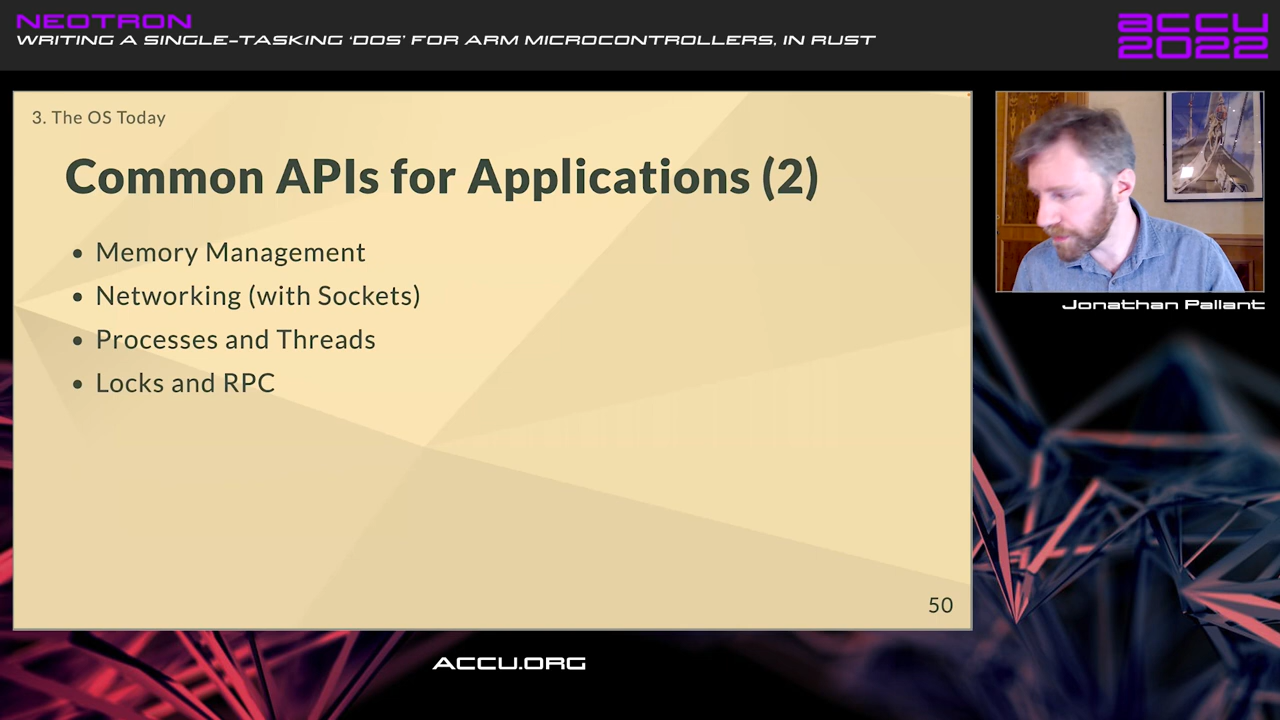 NEOTRON
WRITING A SINGLE-TASKING ‘DOS’ FOR ARM MICROCONTROLLERS, IN RUST
ACCU
2022
3. The OS Today
Common APIs for Applications (2)
• Memory Management
• Networking (with Sockets)
• Processes and Threads
• Locks and RPC
50
Jonathan Pallant
ACCU.ORG